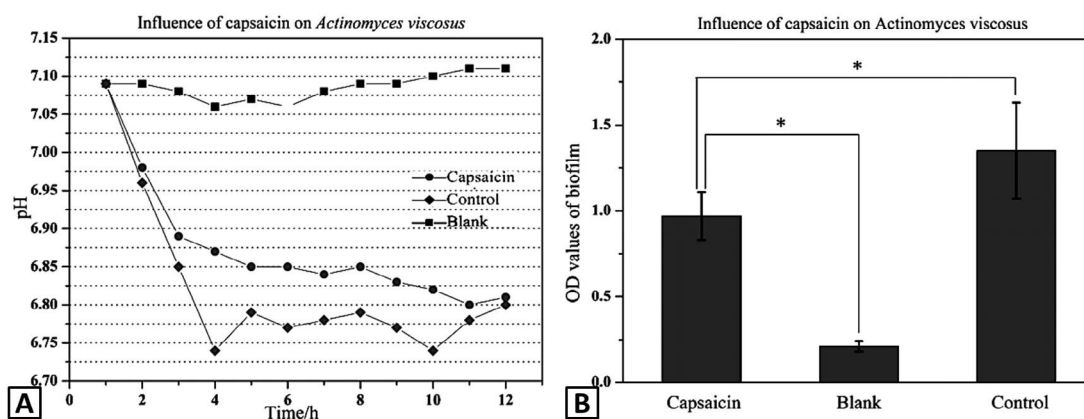 Influence of capsaicin on Actinomyces viscosus
7.15
7.10
7.05
7.00
6.95
6.90
6.85
6.80
6.75
6.70
pH
Capsaicin
Control
Blank
0 2 4 6 8 10 12
Time/h
A
Influence of capsaicin on Actinomyces viscosus
2.0
1.5
1.0
0.5
0.0
OD values of biofilm
*
*
Capsaicin Blank Control
B